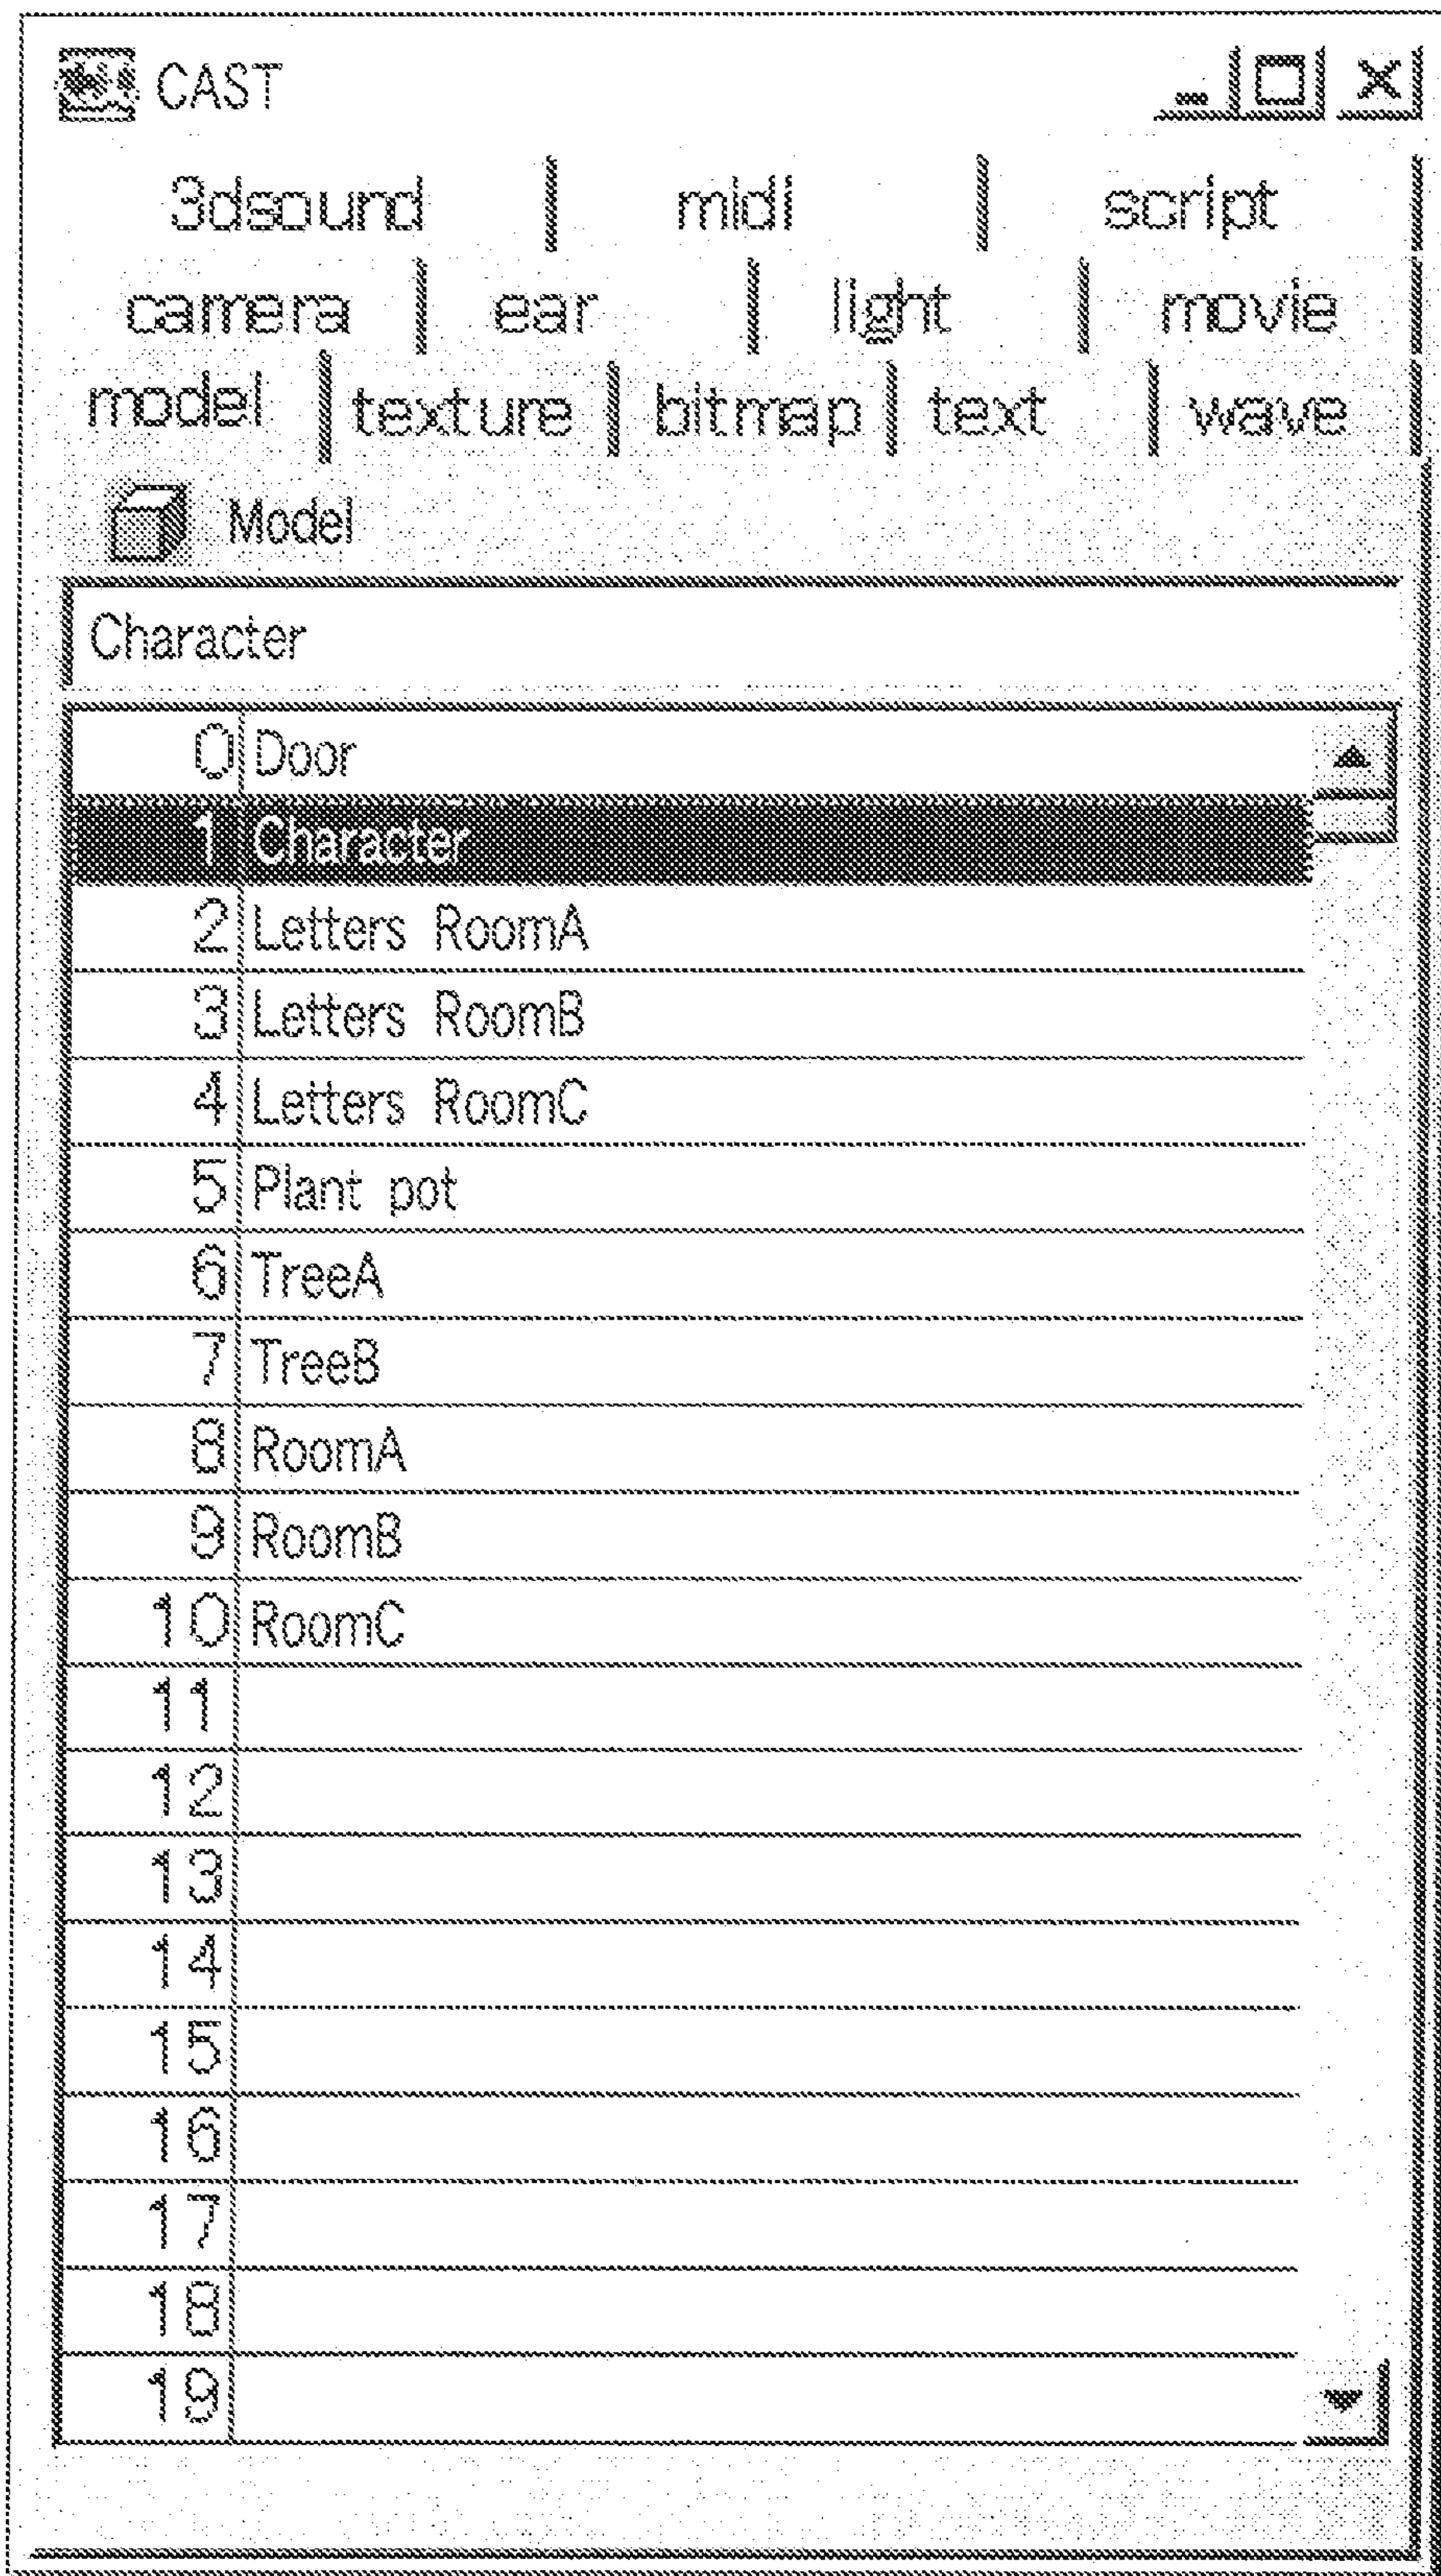 CAST
3dsound midi script
camera ear light movie
model texture bitmap text wave
Model
Character
0 Door
1 Character
2 Letters RoomA
3 Letters RoomB
4 Letters RoomC
5 Plant pot
6 TreeA
7 TreeB
8 RoomA
9 RoomB
10 RoomC
11
12
13
14
15
16
17
18
19